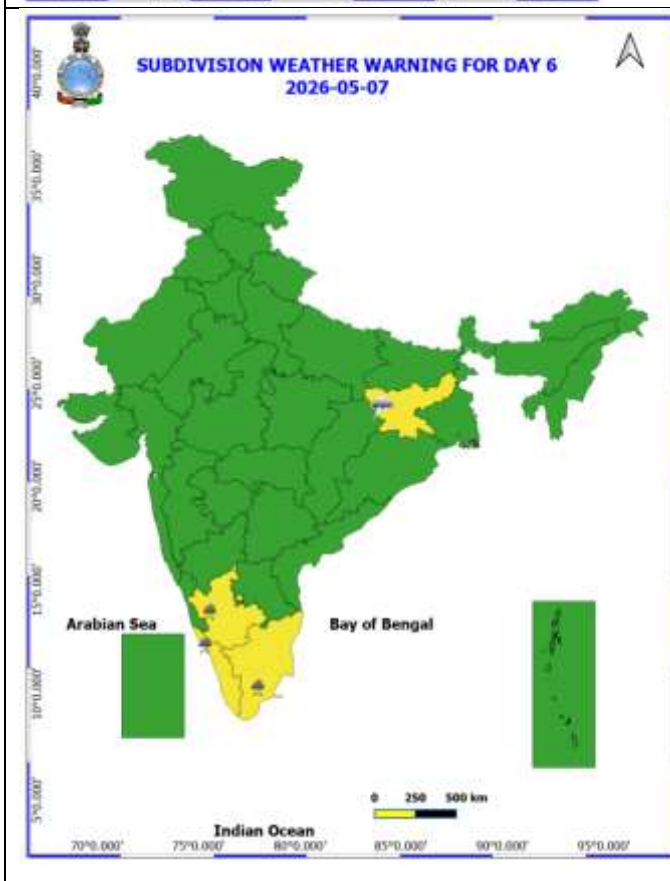 SUBDIVISION WEATHER WARNING FOR DAY 6
2026-05-07
40°0.000'
35°0.000'
30°0.000'
25°0.000'
20°0.000'
15°0.000'
Arabian Sea
Bay of Bengal
10°0.000'
5°0.000'
0 250 500 km
Indian Ocean
70°0.000' 75°0.000' 80°0.000' 85°0.000' 90°0.000' 95°0.000'